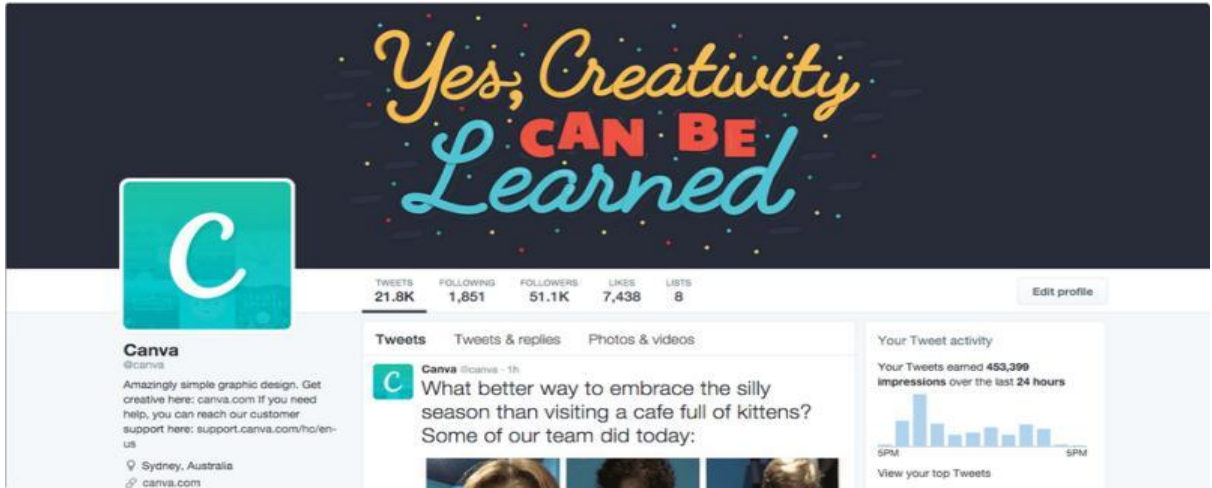 Yes, Creativity
CAN BE
Learned
C
TWEETS FOLLOWING FOLLOWERS LIKES LISTS
21.8K 1,851 51.1K 7,438 8
Edit profile
Canva
@canva
Amazingly simple graphic design. Get
creative here: canva.com If you need
help, you can reach our customer
support here: support.canva.com/hc/en-
us
Sydney, Australia
canva.com
Tweets Tweets & replies Photos & videos
C
Canva @canva · 1h
What better way to embrace the silly
season than visiting a cafe full of kittens?
Some of our team did today:
Your Tweet activity
Your Tweets earned 453,399
impressions over the last 24 hours
5PM 5PM
View your top Tweets